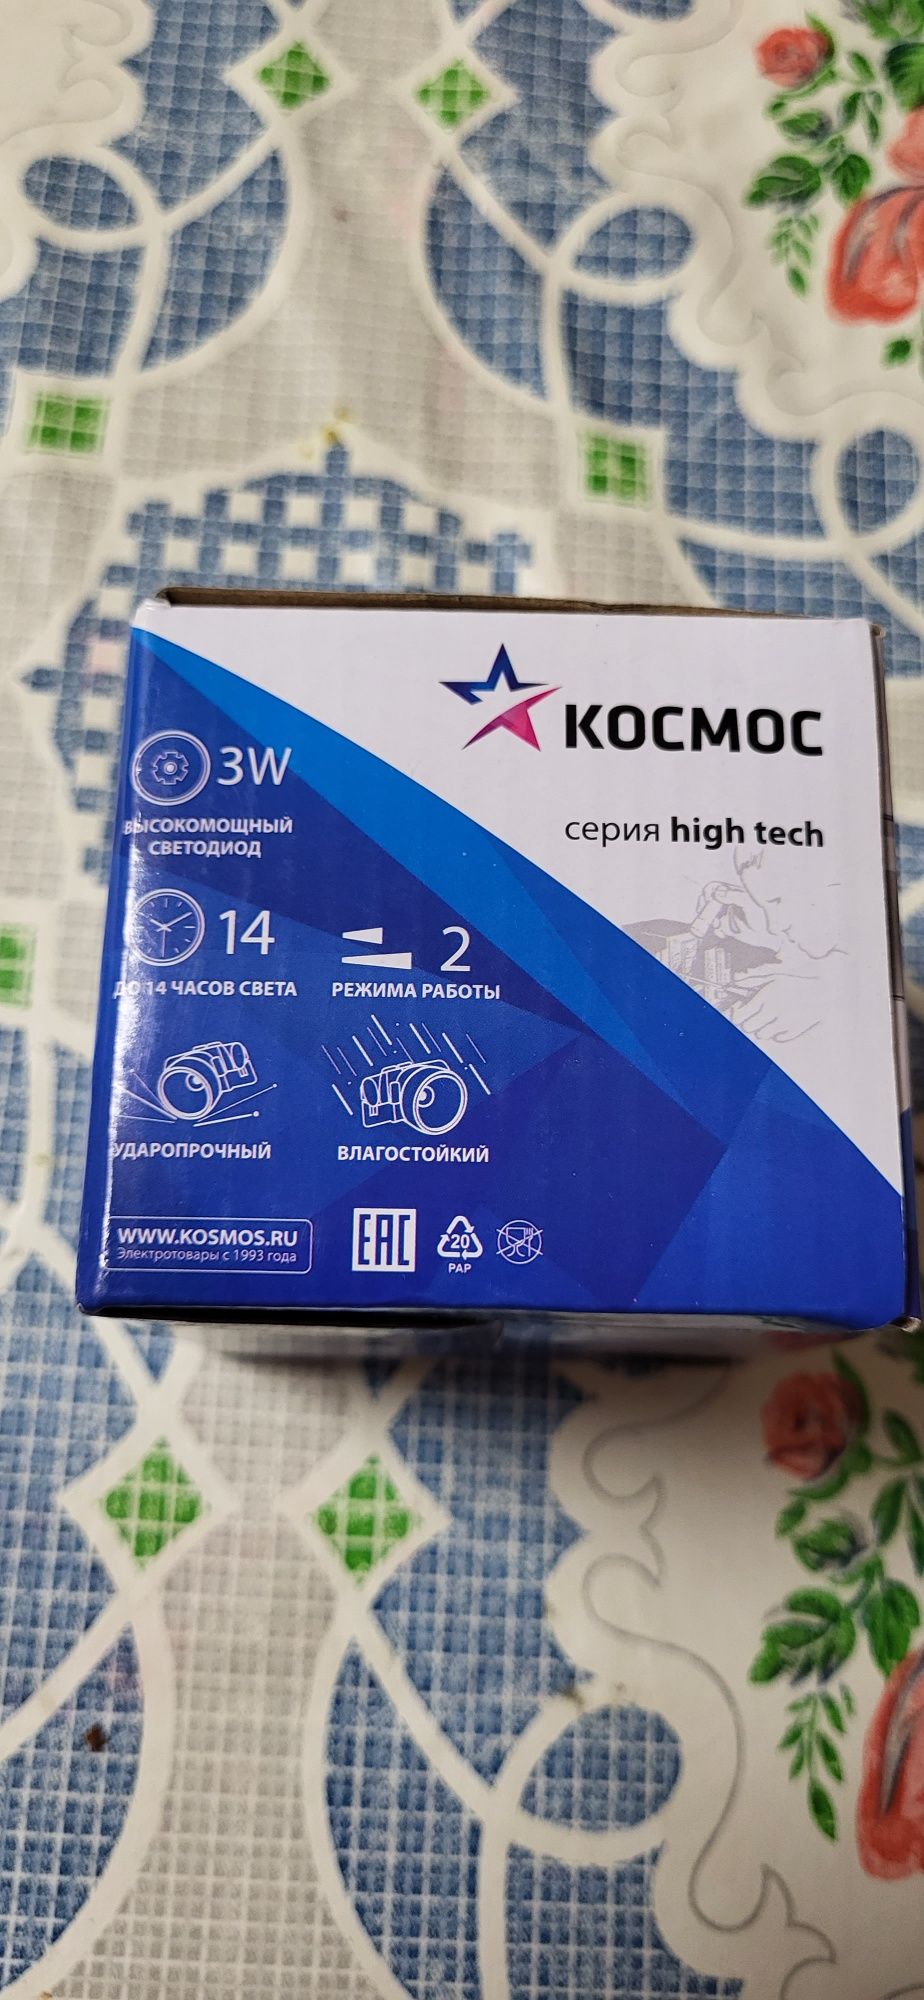 КОСМОС
серия high tech
3W
ВЫСОКОМОЩНЫЙ
СВЕТОДИОД
14
ДО 14 ЧАСОВ СВЕТА
2
РЕЖИМА РАБОТЫ
УДАРОПРОЧНЫЙ
ВЛАГОСТОЙКИЙ
WWW.KOSMOS.RU
Электротовары с 1993 года
EAC
20
PAP